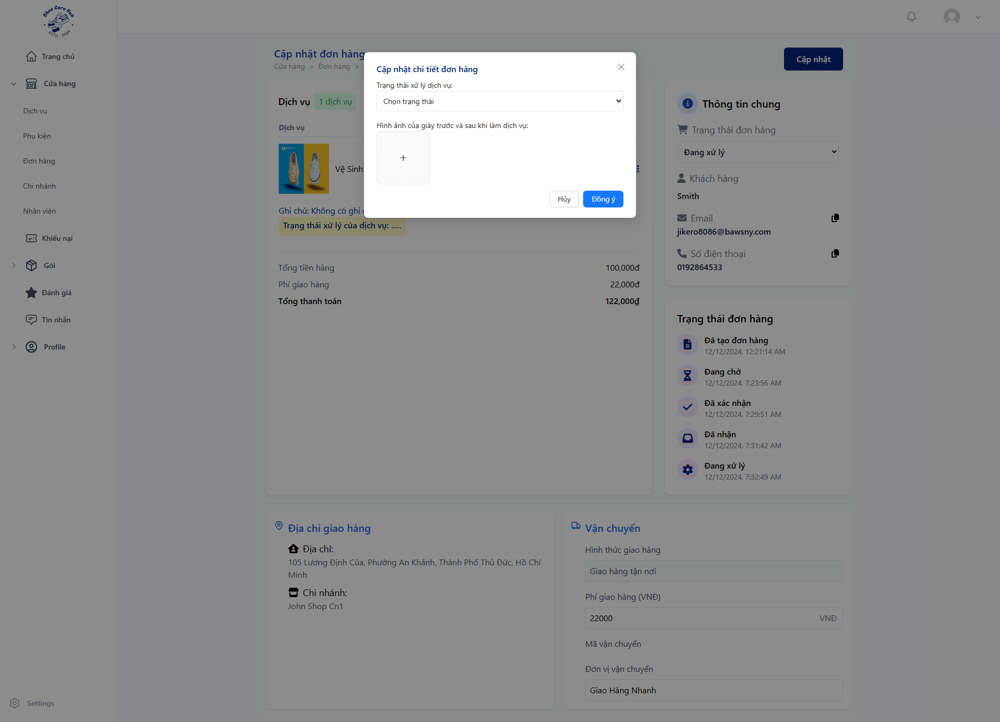 Shoe Care Hub
ESTD . 2024
Trang chủ
Cửa hàng
Dịch vụ
Phụ kiện
Đơn hàng
Chi nhánh
Nhân viên
Khiếu nại
Gói
Đánh giá
Tin nhắn
Profile
Settings
Cập nhật đơn hàng
Cửa hàng > Đơn hàng >
Cập nhật
Cập nhật chi tiết đơn hàng
Trạng thái xử lý dịch vụ:
Chọn trạng thái
Hình ảnh của giày trước và sau khi làm dịch vụ:
+
Hủy
Đồng ý
Dịch vụ 1 dịch vụ
Dịch vụ
Vệ Sinh
Ghi chú: Không có ghi
Trạng thái xử lý của dịch vụ: .....
Tổng tiền hàng 100,000đ
Phí giao hàng 22,000đ
Tổng thanh toán 122,000₫
Thông tin chung
Trạng thái đơn hàng
Đang xử lý
Khách hàng
Smith
Email
jikero8086@bawsny.com
Số điện thoại
0192864533
Trạng thái đơn hàng
Đã tạo đơn hàng
12/12/2024, 12:21:14 AM
Đang chờ
12/12/2024, 7:23:56 AM
Đã xác nhận
12/12/2024, 7:29:51 AM
Đã nhận
12/12/2024, 7:31:42 AM
Đang xử lý
12/12/2024, 7:32:49 AM
Địa chỉ giao hàng
Địa chỉ:
105 Lương Định Của, Phường An Khánh, Thành Phố Thủ Đức, Hồ Chí
Minh
Chi nhánh:
John Shop Cn1
Vận chuyển
Hình thức giao hàng
Giao hàng tận nơi
Phí giao hàng (VNĐ)
22000 VNĐ
Mã vận chuyển
Đơn vị vận chuyển
Giao Hàng Nhanh